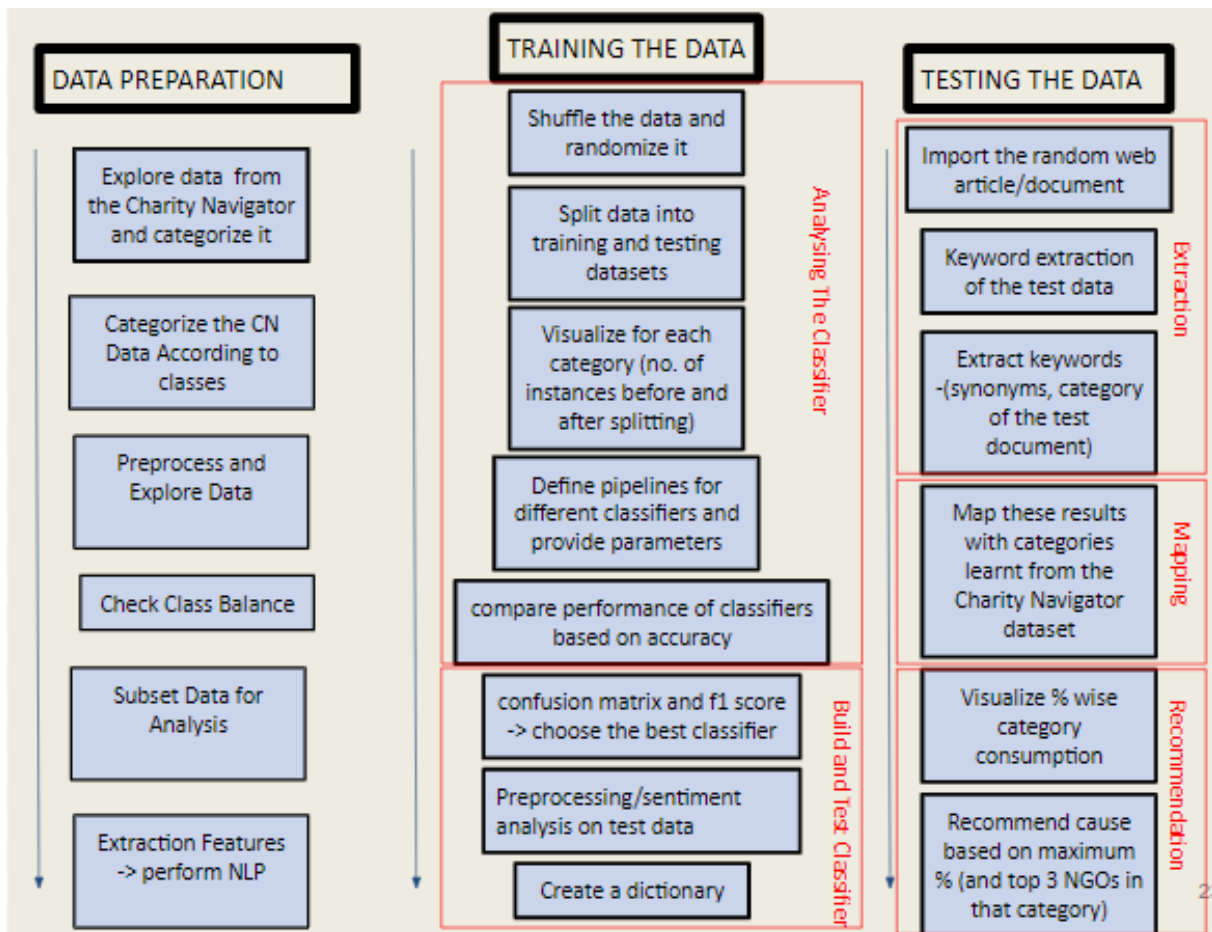 DATA PREPARATION
Explore data from
the Charity Navigator
and categorize it
Categorize the CN
Data According to
classes
Preprocess and
Explore Data
Check Class Balance
Subset Data for
Analysis
Extraction Features
-> perform NLP
TRAINING THE DATA
Shuffle the data and
randomize it
Split data into
training and testing
datasets
Visualize for each
category (no. of
instances before and
after splitting)
Define pipelines for
different classifiers and
provide parameters
compare performance of classifiers
based on accuracy
Analysing The Classifier
confusion matrix and f1 score
-> choose the best classifier
Preprocessing/sentiment
analysis on test data
Create a dictionary
Build and Test Classifier
TESTING THE DATA
Import the random web
article/document
Keyword extraction
of the test data
Extract keywords
-(synonyms, category
of the test
document)
Extraction
Map these results
with categories
learnt from the
Charity Navigator
dataset
Mapping
Visualize % wise
category
consumption
Recommend cause
based on maximum
% (and top 3 NGOs in
that category)
Recommendation